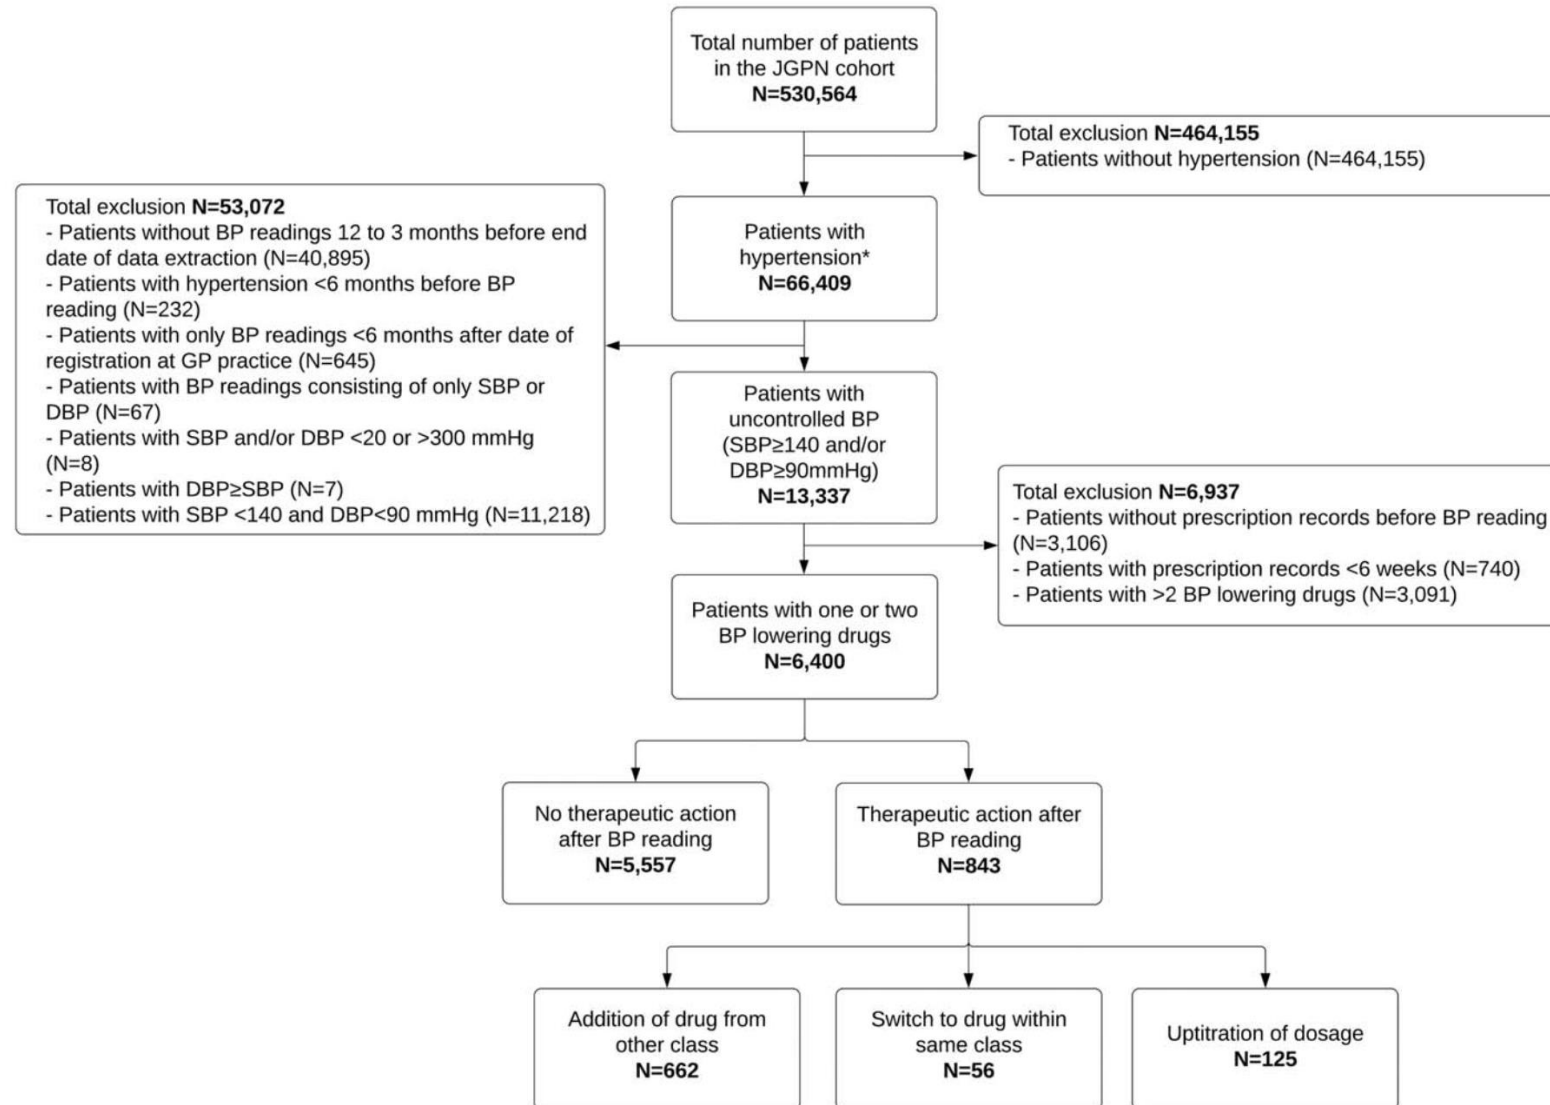 Total number of patients
in the JGPN cohort
N=530,564
Total exclusion N=464,155
- Patients without hypertension (N=464,155)
Total exclusion N=53,072
- Patients without BP readings 12 to 3 months before end
date of data extraction (N=40,895)
- Patients with hypertension <6 months before BP
reading (N=232)
- Patients with only BP readings <6 months after date of
registration at GP practice (N=645)
- Patients with BP readings consisting of only SBP or
DBP (N=67)
- Patients with SBP and/or DBP <20 or >300 mmHg
(N=8)
- Patients with DBP≥SBP (N=7)
- Patients with SBP <140 and DBP<90 mmHg (N=11,218)
Patients with
hypertension*
N=66,409
Patients with
uncontrolled BP
(SBP≥140 and/or
DBP≥90mmHg)
N=13,337
Total exclusion N=6,937
- Patients without prescription records before BP reading
(N=3,106)
- Patients with prescription records <6 weeks (N=740)
- Patients with >2 BP lowering drugs (N=3,091)
Patients with one or two
BP lowering drugs
N=6,400
No therapeutic action
after BP reading
N=5,557
Therapeutic action after
BP reading
N=843
Addition of drug from
other class
N=662
Switch to drug within
same class
N=56
Uptitration of dosage
N=125